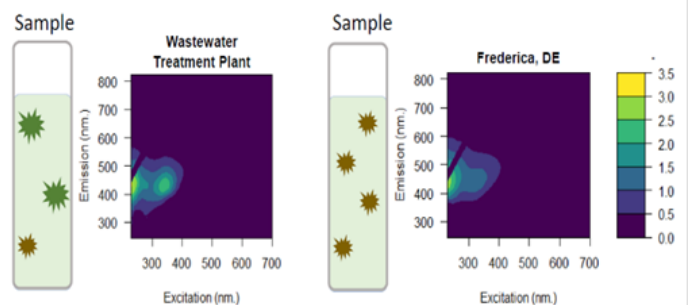 Sample
Wastewater
Treatment Plant
800
700
600
500
400
300
Emission (nm.)
300 400 500 600 700
Excitation (nm.)
Sample
Frederica, DE
800
700
600
500
400
300
Emission (nm.)
300 400 500 600 700
Excitation (nm.)
3.5
3.0
2.5
2.0
1.5
1.0
0.5
0.0